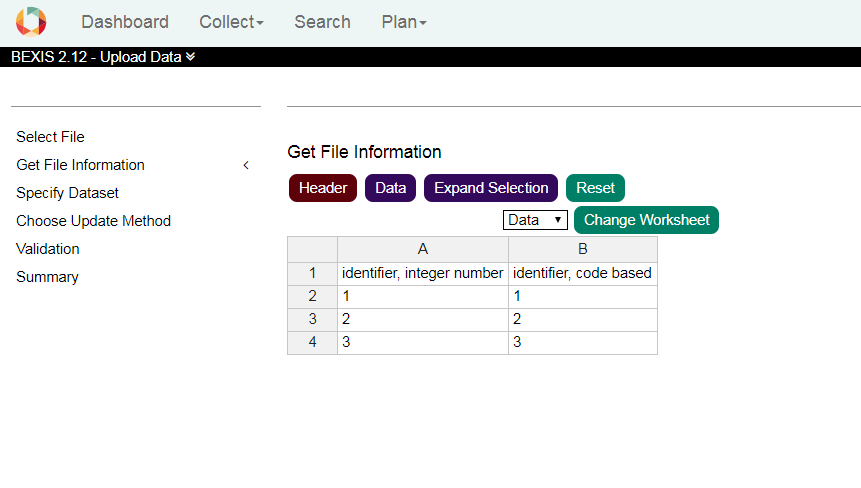 Dashboard Collect Search Plan
BEXIS 2.12 - Upload Data
Select File
Get File Information
Specify Dataset
Choose Update Method
Validation
Summary
Get File Information
Header Data Expand Selection Reset
Data Change Worksheet
A B
1 identifier, integer number identifier, code based
2 1 1
3 2 2
4 3 3